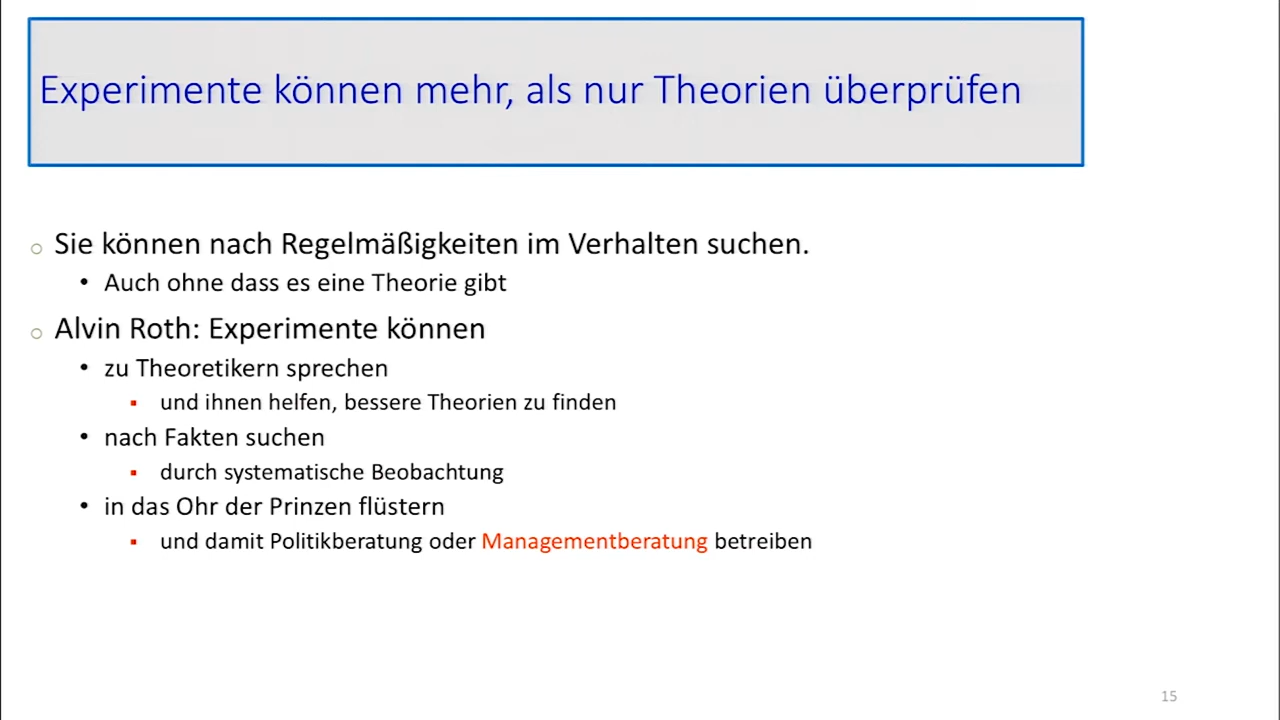 Experimente können mehr, als nur Theorien überprüfen
Sie können nach Regelmäßigkeiten im Verhalten suchen.
Auch ohne dass es eine Theorie gibt
Alvin Roth: Experimente können
zu Theoretikern sprechen
und ihnen helfen, bessere Theorien zu finden
nach Fakten suchen
durch systematische Beobachtung
in das Ohr der Prinzen flüstern
und damit Politikberatung oder Managementberatung betreiben
15